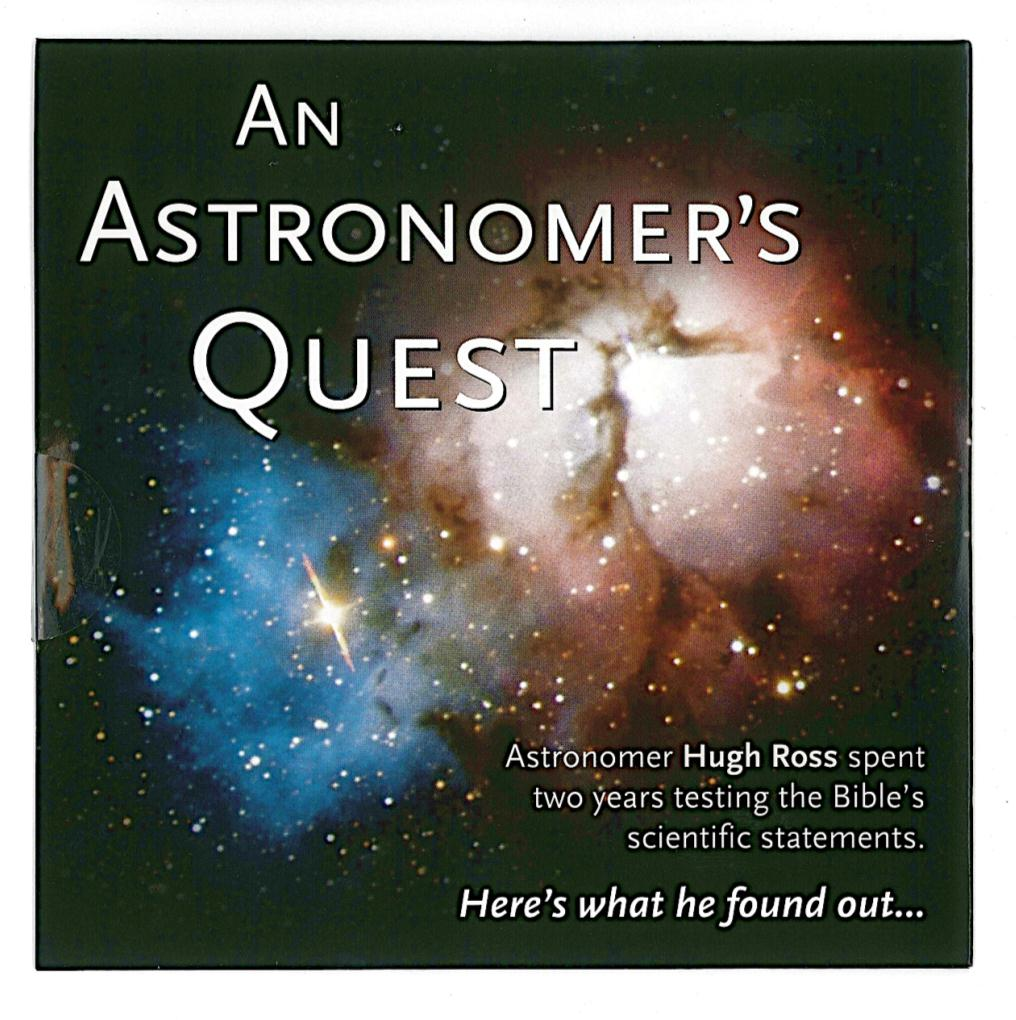 An
Astronomer’s
Quest
Astronomer Hugh Ross spent
two years testing the Bible’s
scientific statements.
Here’s what he found out...